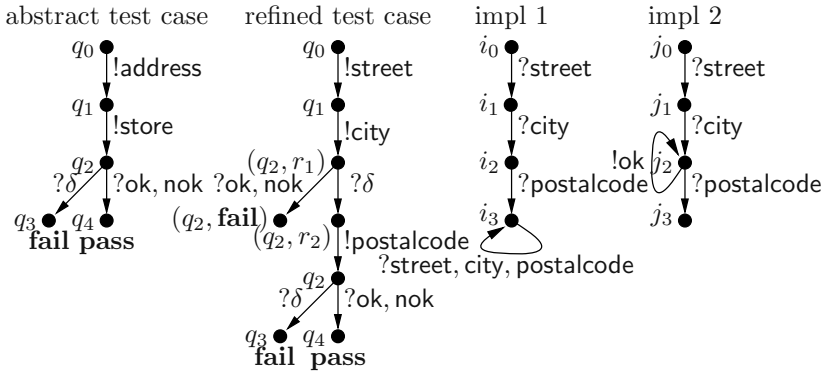 abstract test case refined test case impl 1 impl 2
q₀ q₀ i₀ j₀
!address !street ?street ?street
q₁ q₁ i₁ j₁
!store !city ?city ?city
q₂ (q₂, r₁) i₂ !ok j₂
?δ ?ok, nok ?ok, nok ?δ ?postalcode ?postalcode
q₃ q₄ (q₂, fail) i₃ j₃
fail pass (q₂, r₂) !postalcode
?street, city, postalcode
q₂
?δ ?ok, nok
q₃ q₄
fail pass